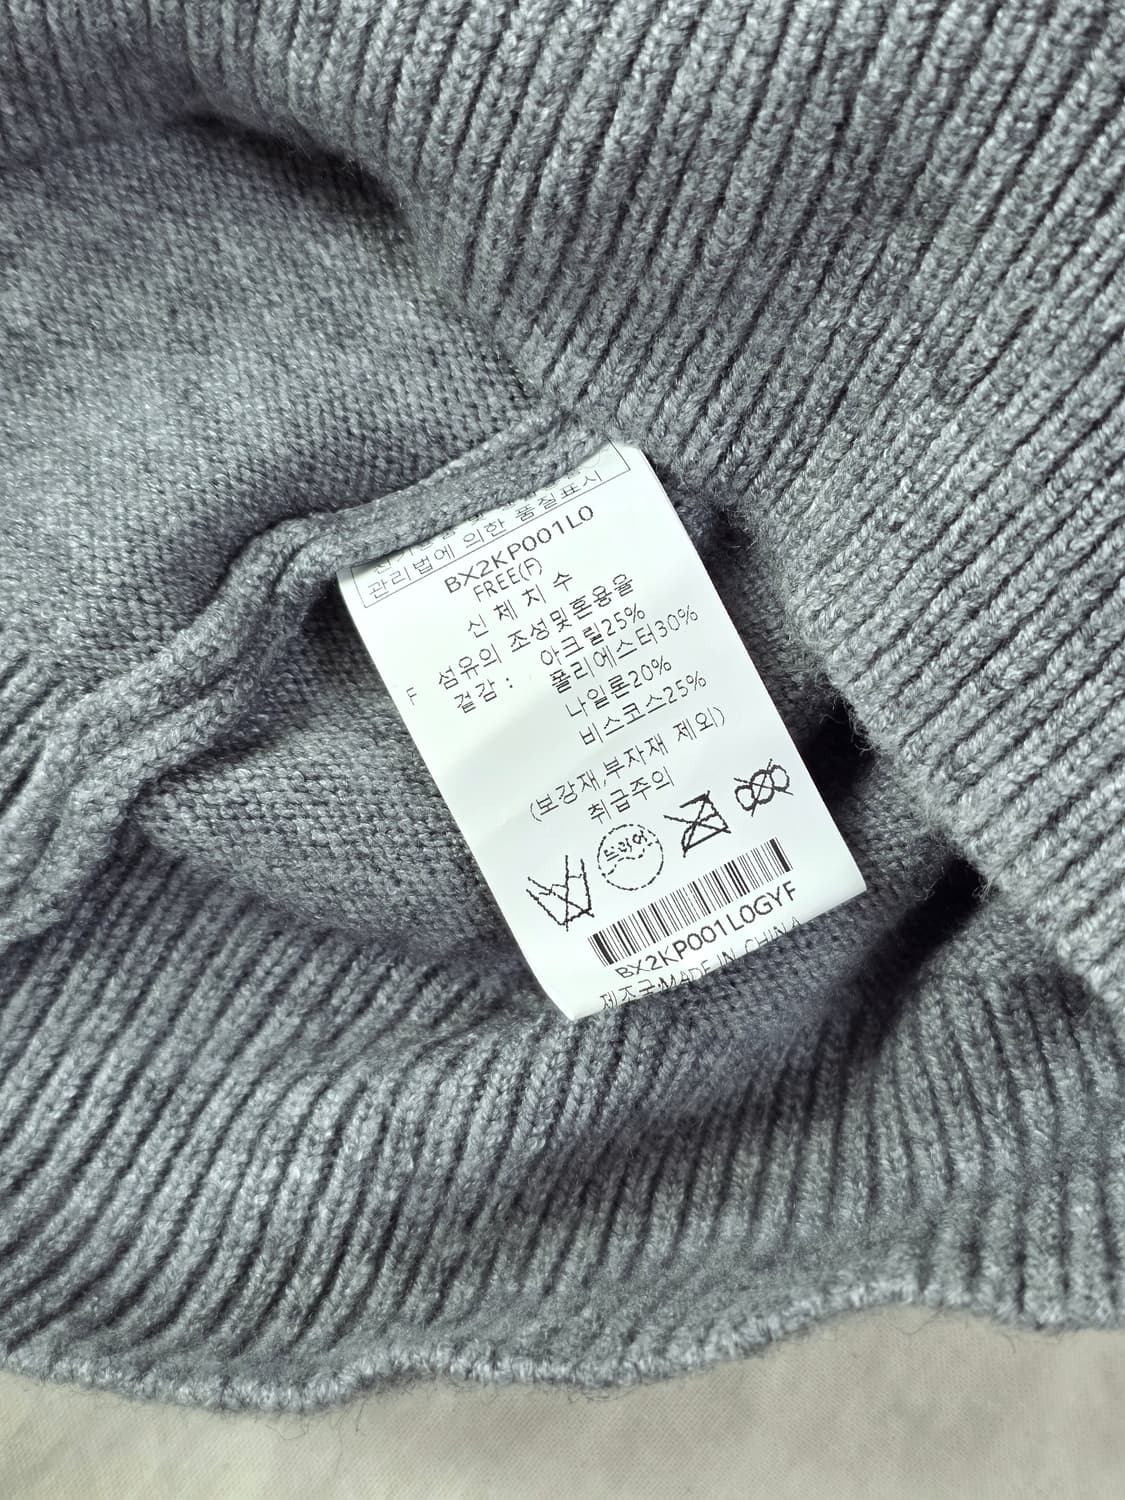 관리법에 의한 품질표시
BX2KP001LO
FREE(F)
신 체 치 수
섬유의 조성및혼용율
겉감 : 아크릴25%
폴리에스터30%
나일론20%
비스코스25%
F
(보강재,부자재 제외)
취급주의
드라이
BX2KP001LOGYF
제조국:MADE IN CHINA